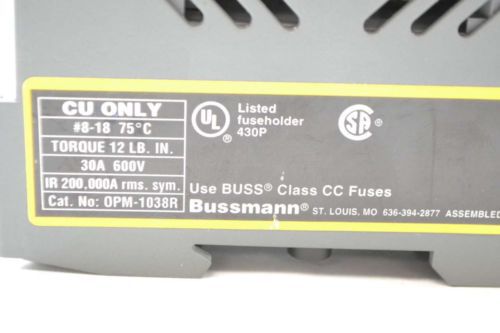 CU ONLY
#8-18 75°C
TORQUE 12 LB. IN.
30A 600V
IR 200,000A rms. sym.
Cat. No: OPM-1038R
UL®
Listed
fuseholder
430P
SA®
Use BUSS® Class CC Fuses
Bussmann® ST. LOUIS, MO 636-394-2877 ASSEMBLED